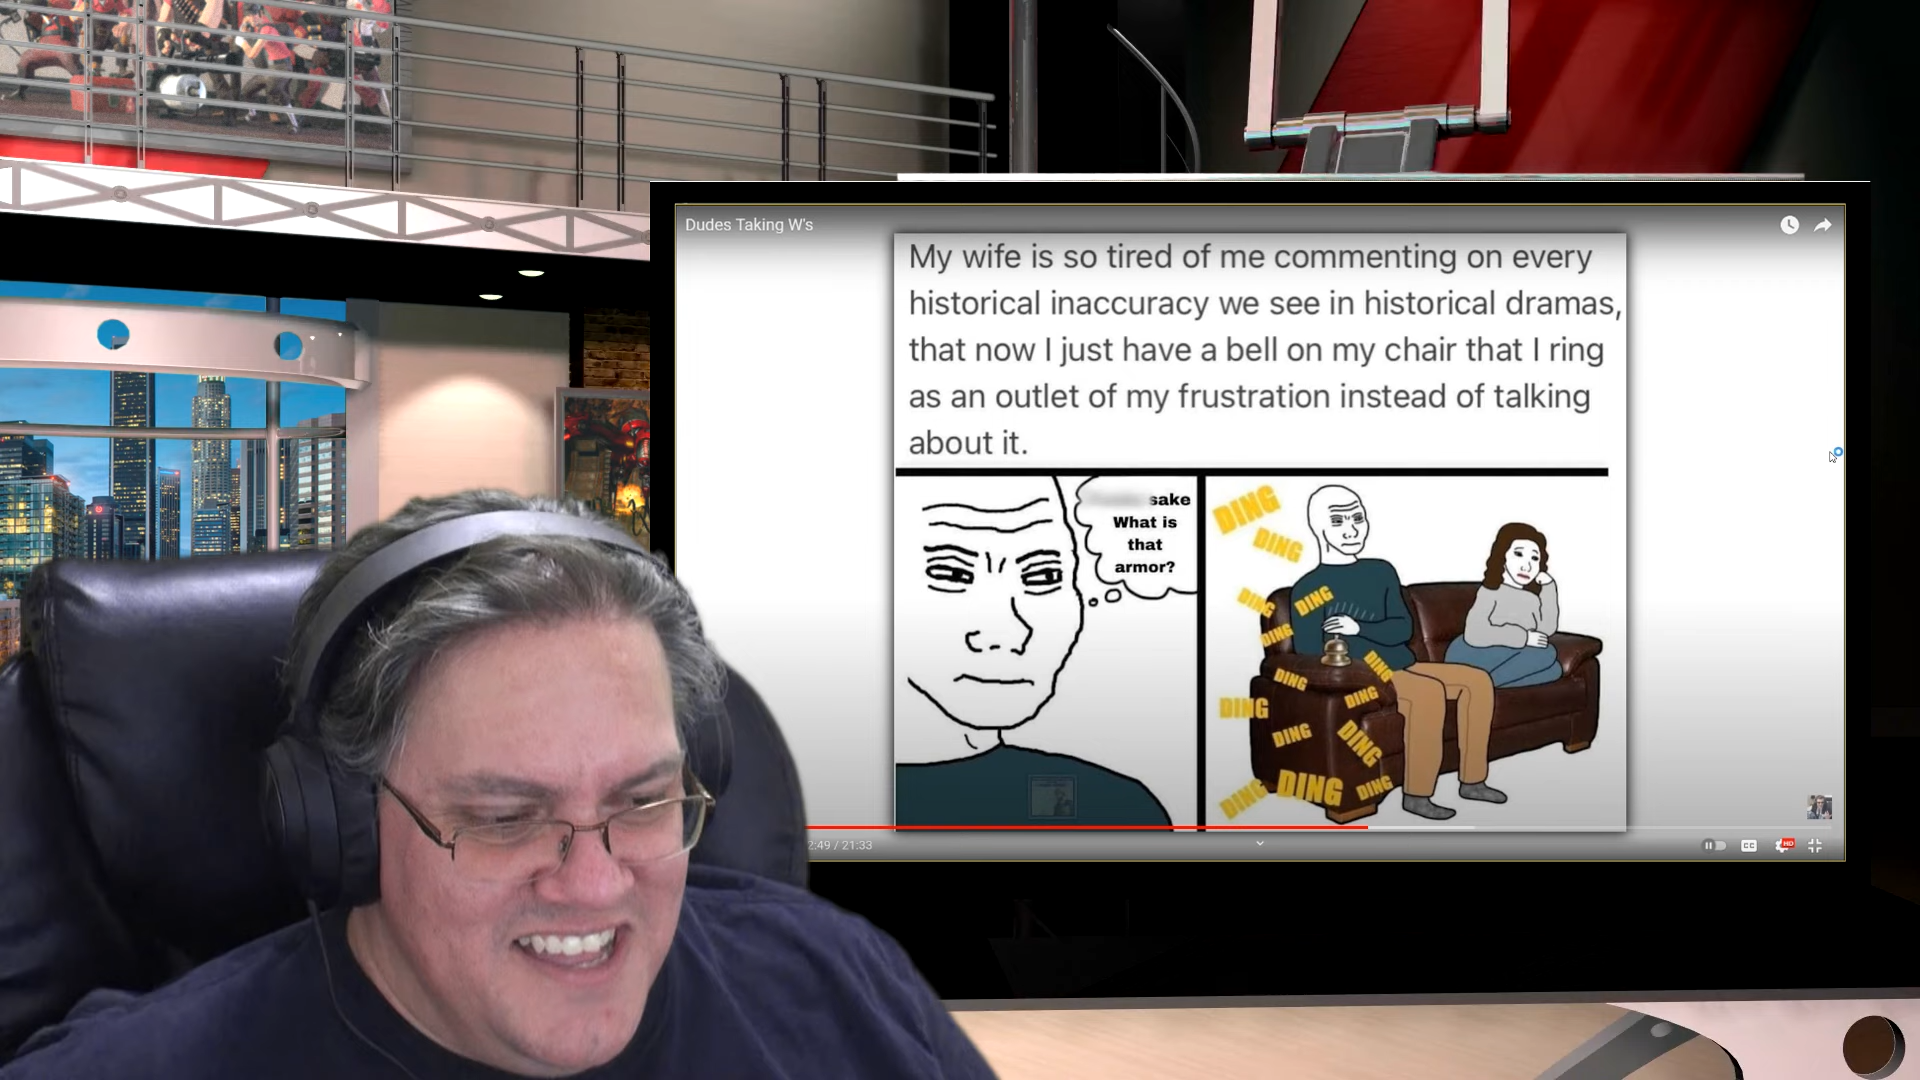 Dudes Taking W's
My wife is so tired of me commenting on every
historical inaccuracy we see in historical dramas,
that now I just have a bell on my chair that I ring
as an outlet of my frustration instead of talking
about it.
sake
What is
that
armor?
DING
DING
DING
DING
DING
DING
DING
DING
DING
DING
DING
DING
DING
DING
2:49 / 21:33
CC
HD